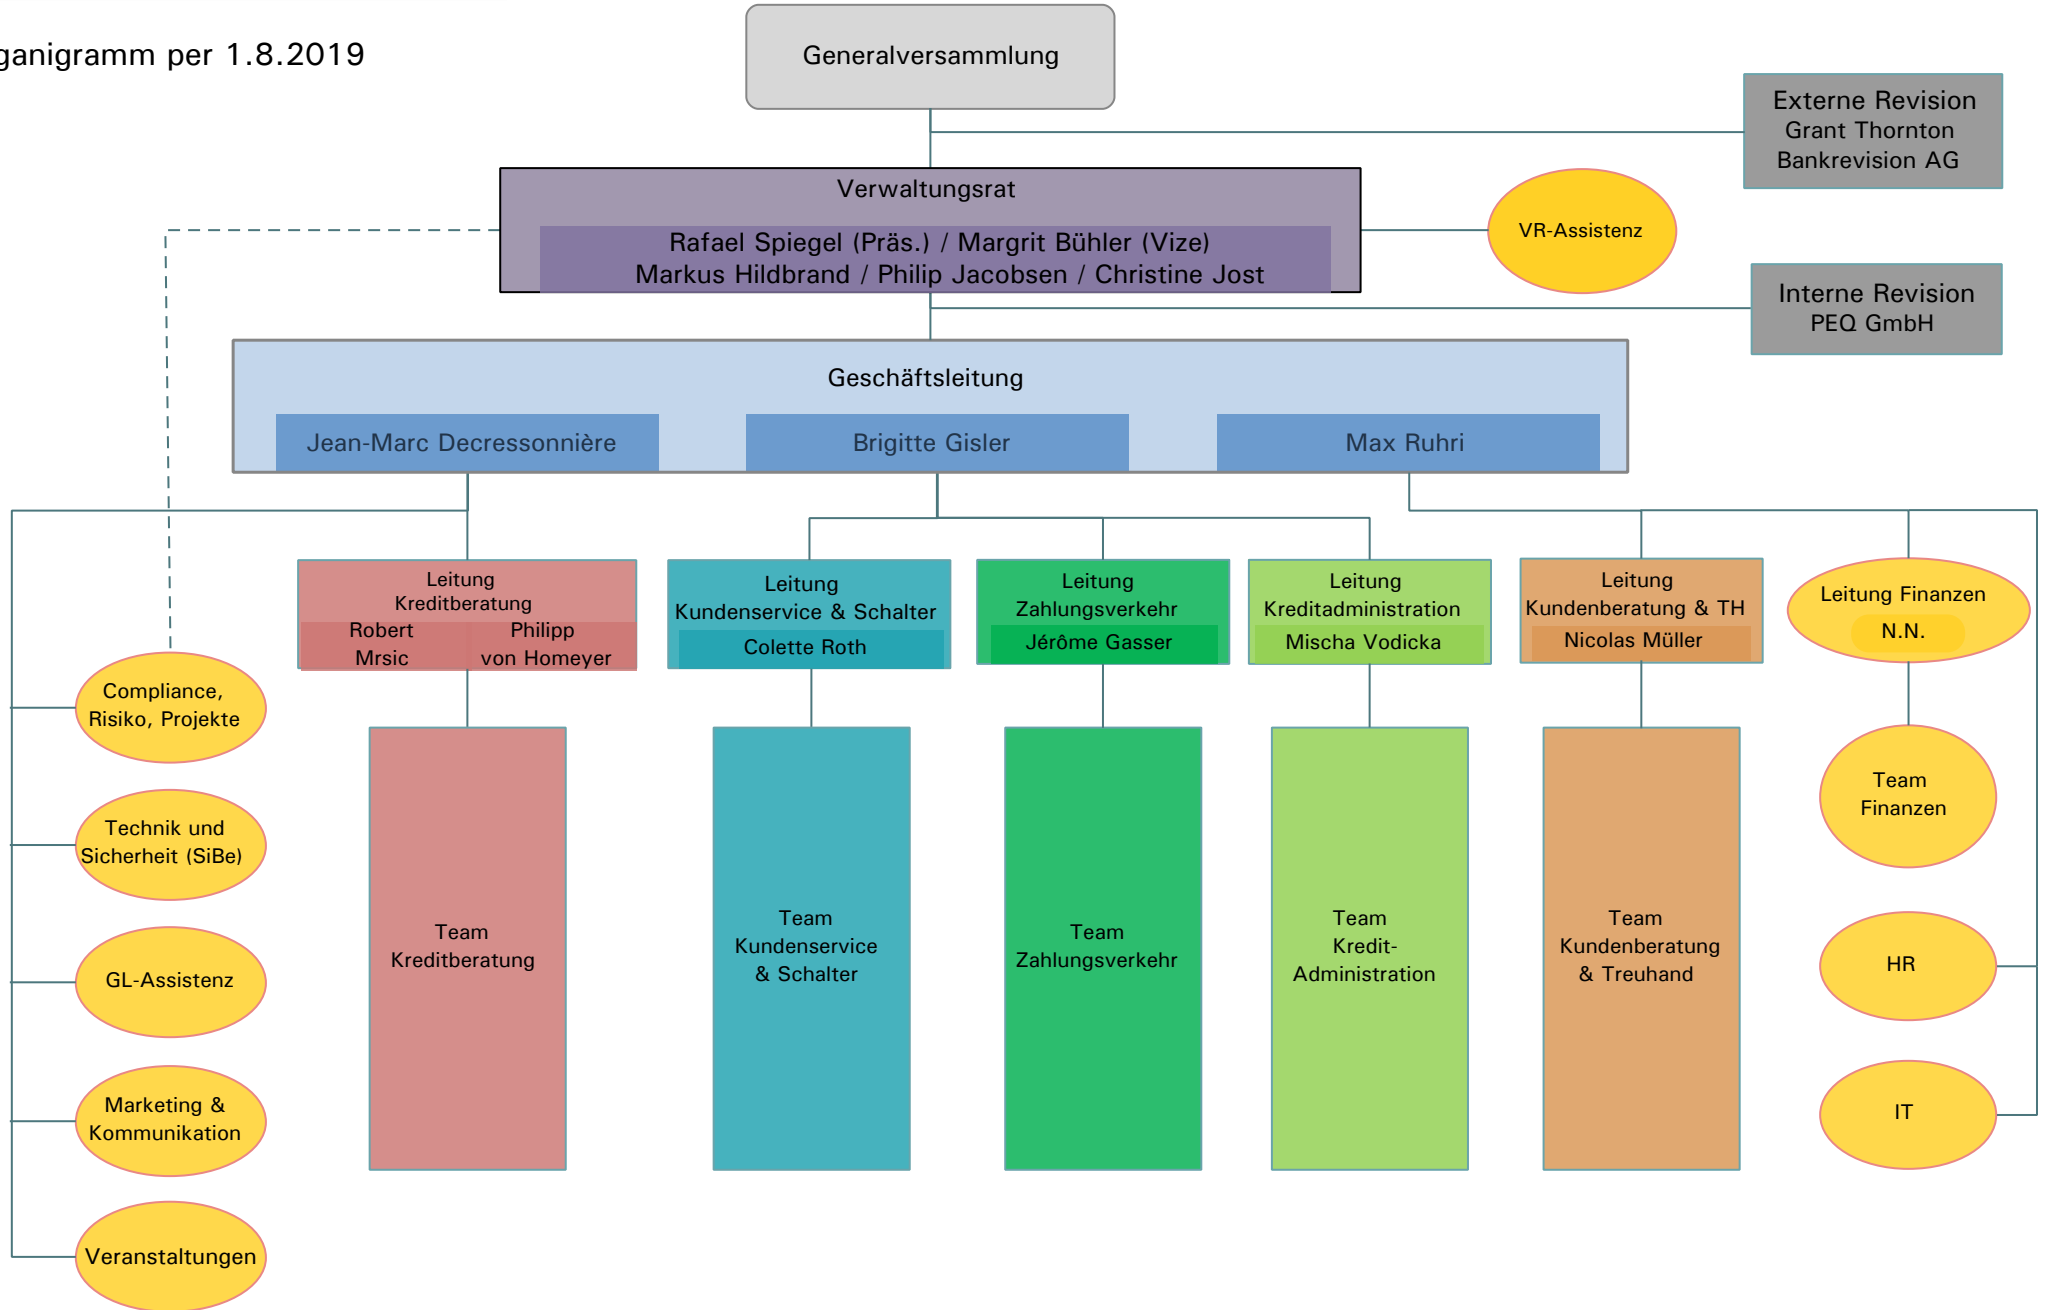 ganigramm per 1.8.2019
Generalversammlung
Externe Revision
Grant Thornton
Bankrevision AG
Verwaltungsrat
Rafael Spiegel (Präs.) / Margrit Bühler (Vize)
Markus Hildbrand / Philip Jacobsen / Christine Jost
VR-Assistenz
Interne Revision
PEQ GmbH
Geschäftsleitung
Jean-Marc Decressonnière
Brigitte Gisler
Max Ruhri
Leitung
Kreditberatung
Robert
Mrsic
Philipp
von Homeyer
Leitung
Kundenservice & Schalter
Colette Roth
Leitung
Zahlungsverkehr
Jérôme Gasser
Leitung
Kreditadministration
Mischa Vodicka
Leitung
Kundenberatung & TH
Nicolas Müller
Leitung Finanzen
N.N.
Compliance,
Risiko, Projekte
Technik und
Sicherheit (SiBe)
GL-Assistenz
Marketing &
Kommunikation
Veranstaltungen
Team
Kreditberatung
Team
Kundenservice
& Schalter
Team
Zahlungsverkehr
Team
Kredit-
Administration
Team
Kundenberatung
& Treuhand
Team
Finanzen
HR
IT